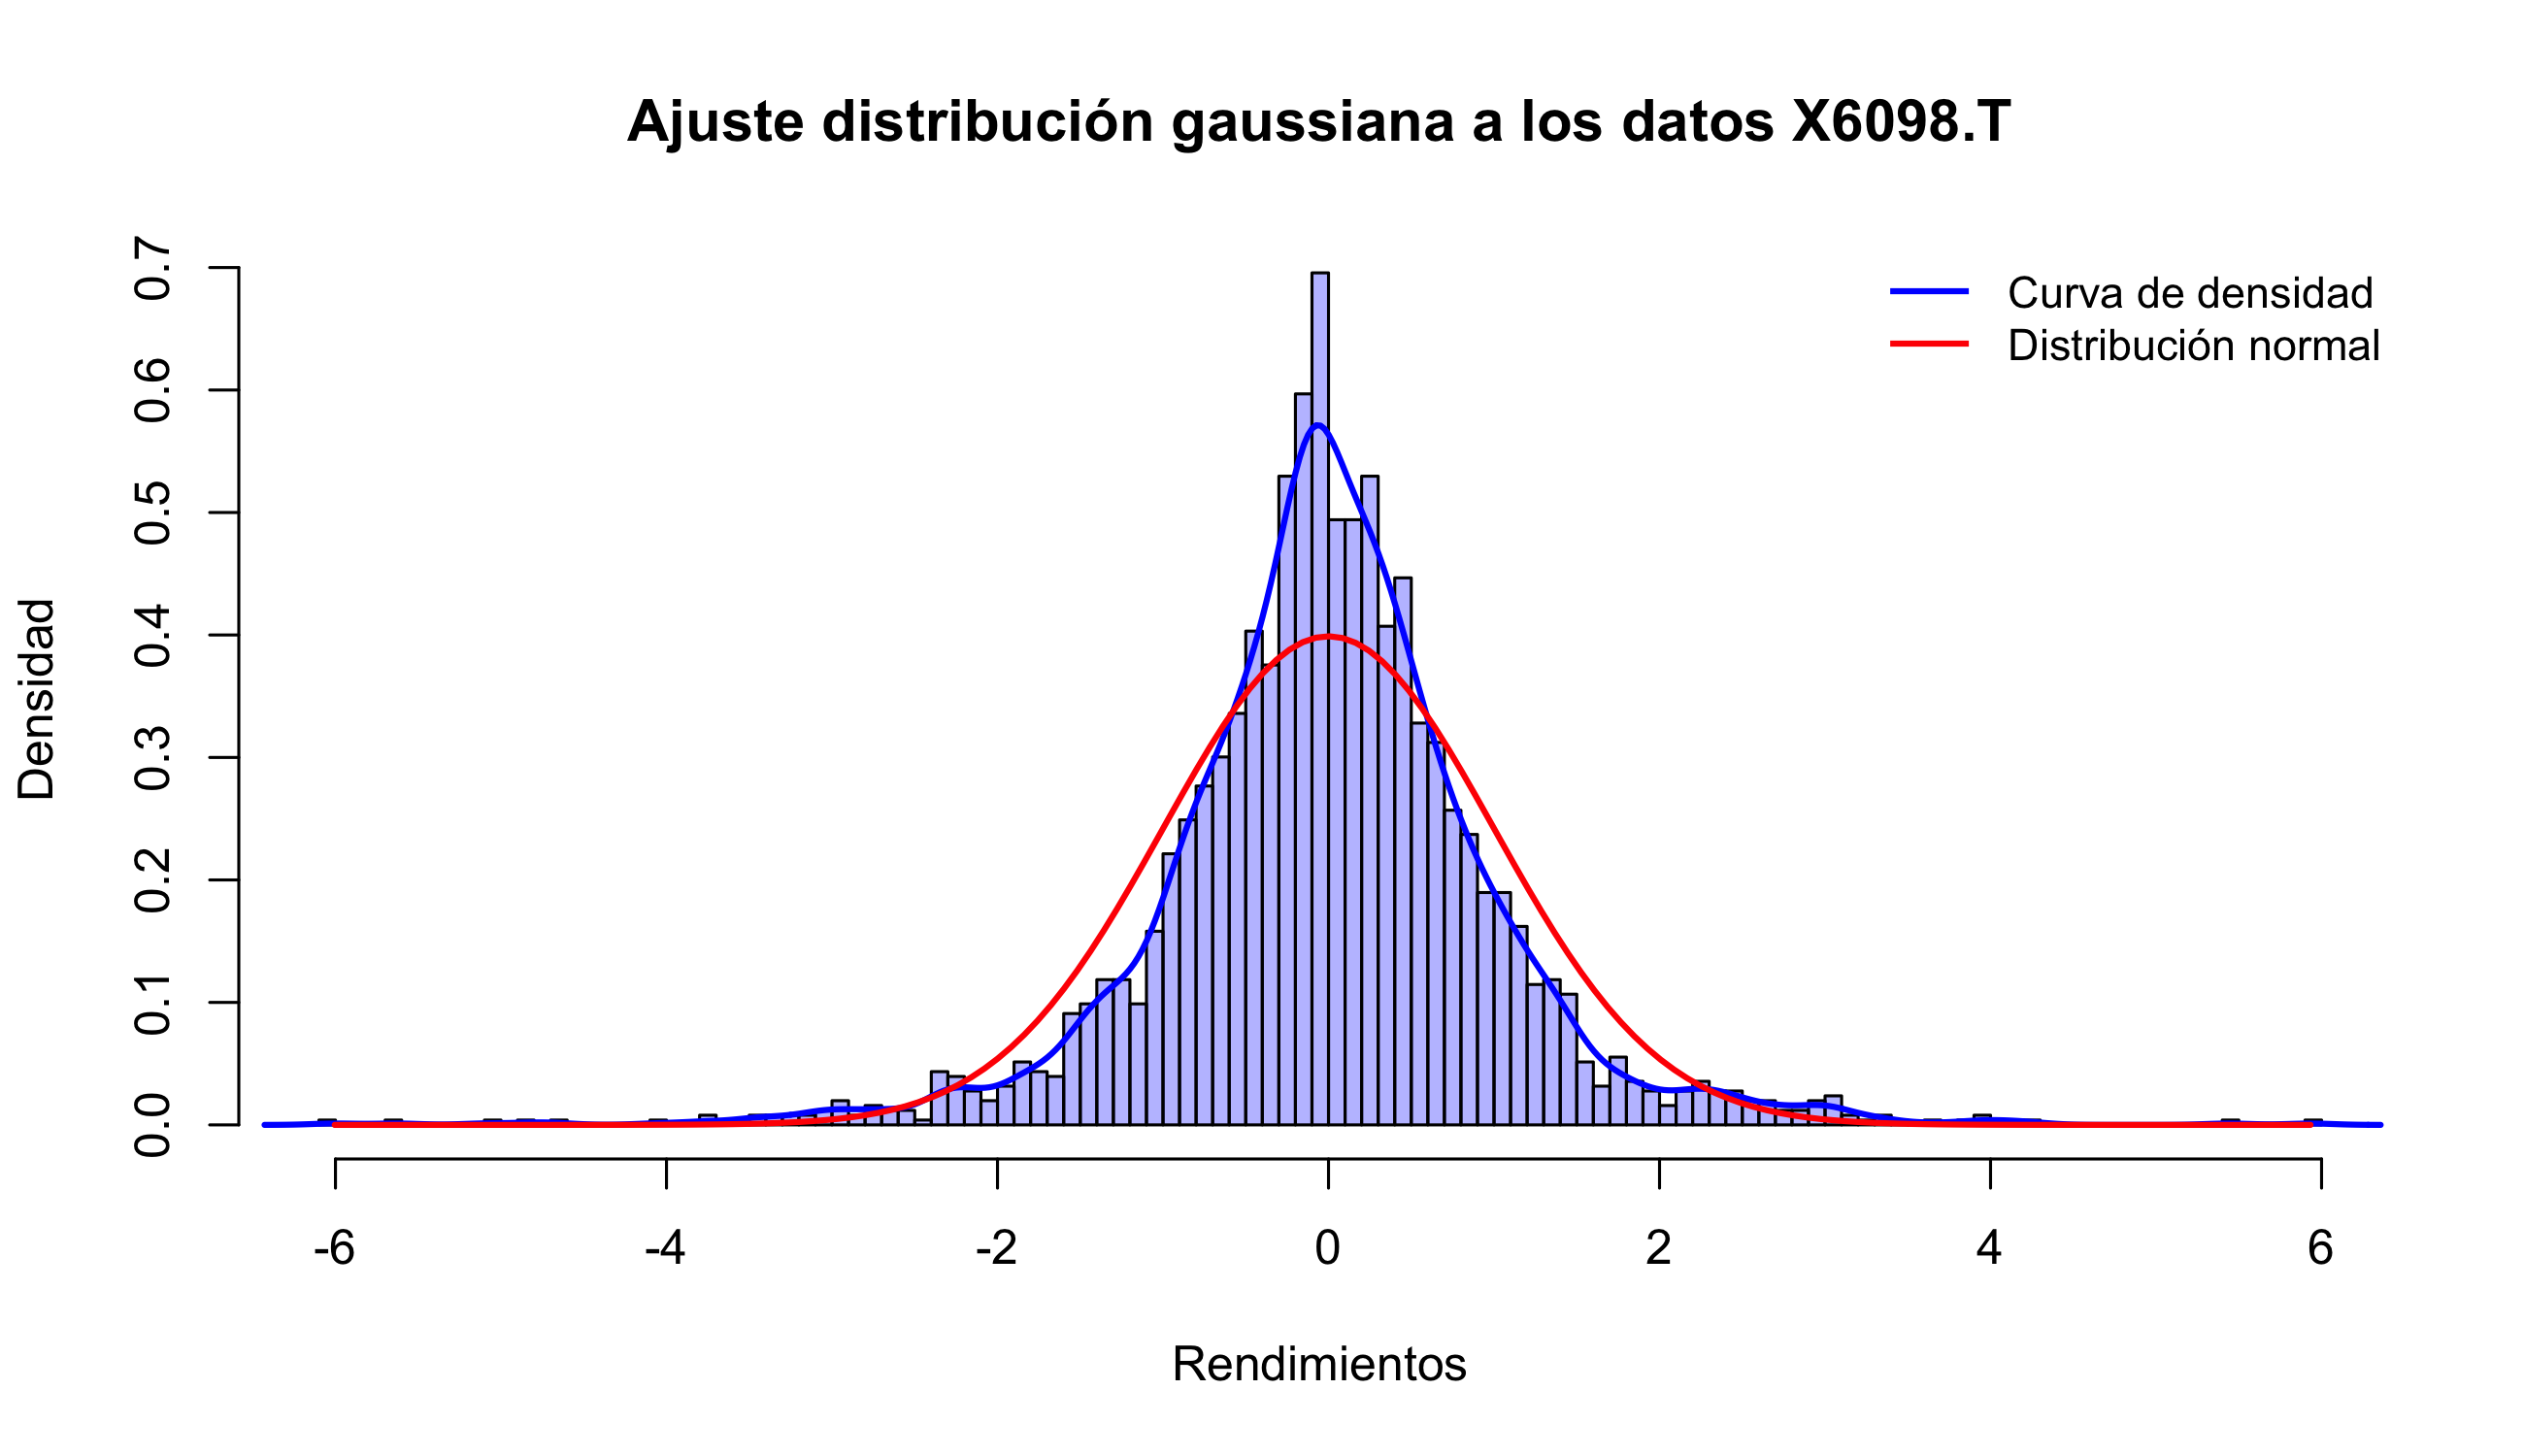 Ajuste distribución gaussiana a los datos X6098.T
Curva de densidad
Distribución normal
Densidad
0.7
0.6
0.5
0.4
0.3
0.2
0.1
0.0
-6 -4 -2 0 2 4 6
Rendimientos